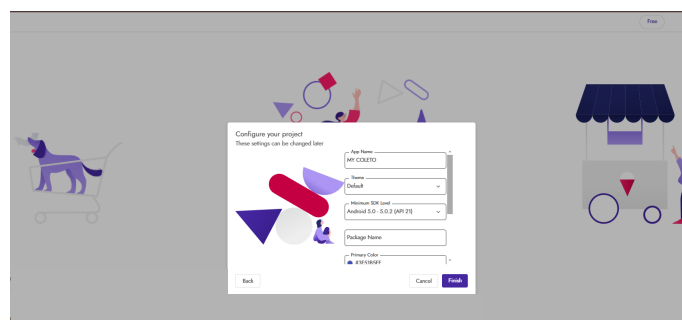 Free
Configure your project
These settings can be changed later
App Name
MY COLETO
Theme
Default
Minimum SDK Level
Android 5.0 - 5.0.2 (API 21)
Package Name
Primary Color
#3F51B5FF
Back
Cancel
Finish